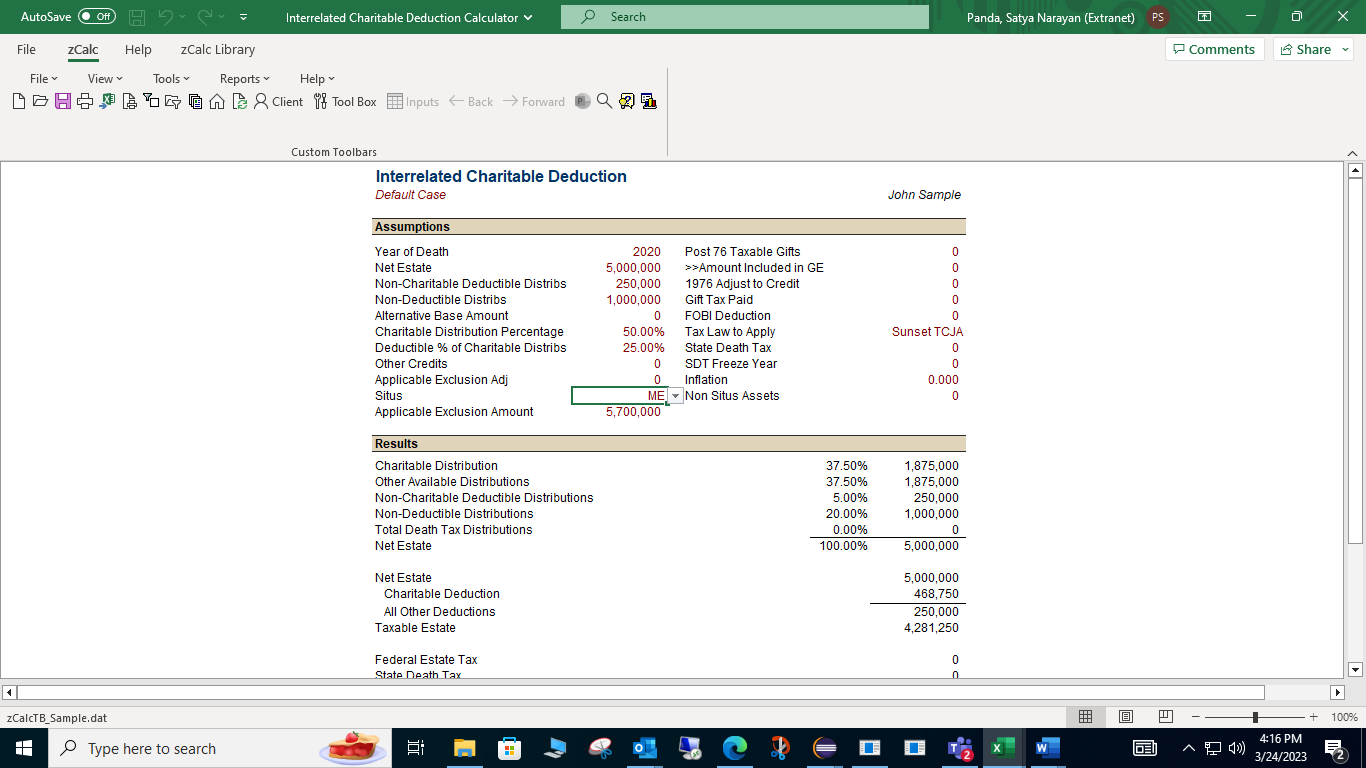 AutoSave Off Interrelated Charitable Deduction Calculator Search Panda, Satya Narayan (Extranet) PS
File zCalc Help zCalc Library Comments Share
File View Tools Reports Help
Client Tool Box Inputs Back Forward
Custom Toolbars
Interrelated Charitable Deduction
Default Case John Sample
Assumptions
Year of Death 2020 Post 76 Taxable Gifts 0
Net Estate 5,000,000 >>Amount Included in GE 0
Non-Charitable Deductible Distribs 250,000 1976 Adjust to Credit 0
Non-Deductible Distribs 1,000,000 Gift Tax Paid 0
Alternative Base Amount 0 FOBI Deduction 0
Charitable Distribution Percentage 50.00% Tax Law to Apply Sunset TCJA
Deductible % of Charitable Distribs 25.00% State Death Tax 0
Other Credits 0 SDT Freeze Year 0
Applicable Exclusion Adj 0 Inflation 0.000
Situs ME Non Situs Assets 0
Applicable Exclusion Amount 5,700,000
Results
Charitable Distribution 37.50% 1,875,000
Other Available Distributions 37.50% 1,875,000
Non-Charitable Deductible Distributions 5.00% 250,000
Non-Deductible Distributions 20.00% 1,000,000
Total Death Tax Distributions 0.00% 0
Net Estate 100.00% 5,000,000
Net Estate 5,000,000
Charitable Deduction 468,750
All Other Deductions 250,000
Taxable Estate 4,281,250
Federal Estate Tax 0
State Death Tax 0
zCalcTB_Sample.dat 100%
Type here to search 4:16 PM
3/24/2023